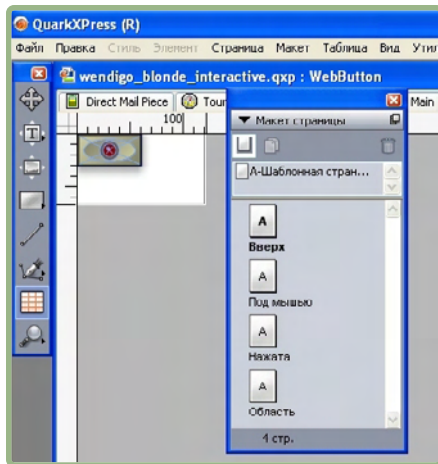 QuarkXPress (R)
Файл Правка Стиль Элемент Страница Макет Таблица Вид Утил
wendigo_blonde_interactive.qxp : WebButton
Direct Mail Piece Tour Main
100
Макет страницы
A-Шаблонная стран...
A
Вверх
A
Под мышью
A
Нажата
A
Область
4 стр.